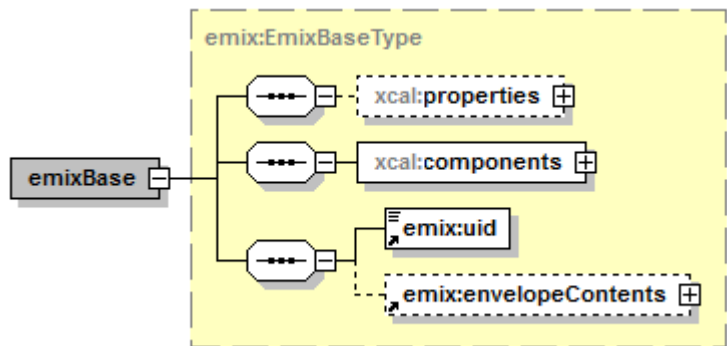 emix:EmixBaseType
xcal:properties
emixBase
xcal:components
emix:uid
emix:envelopeContents